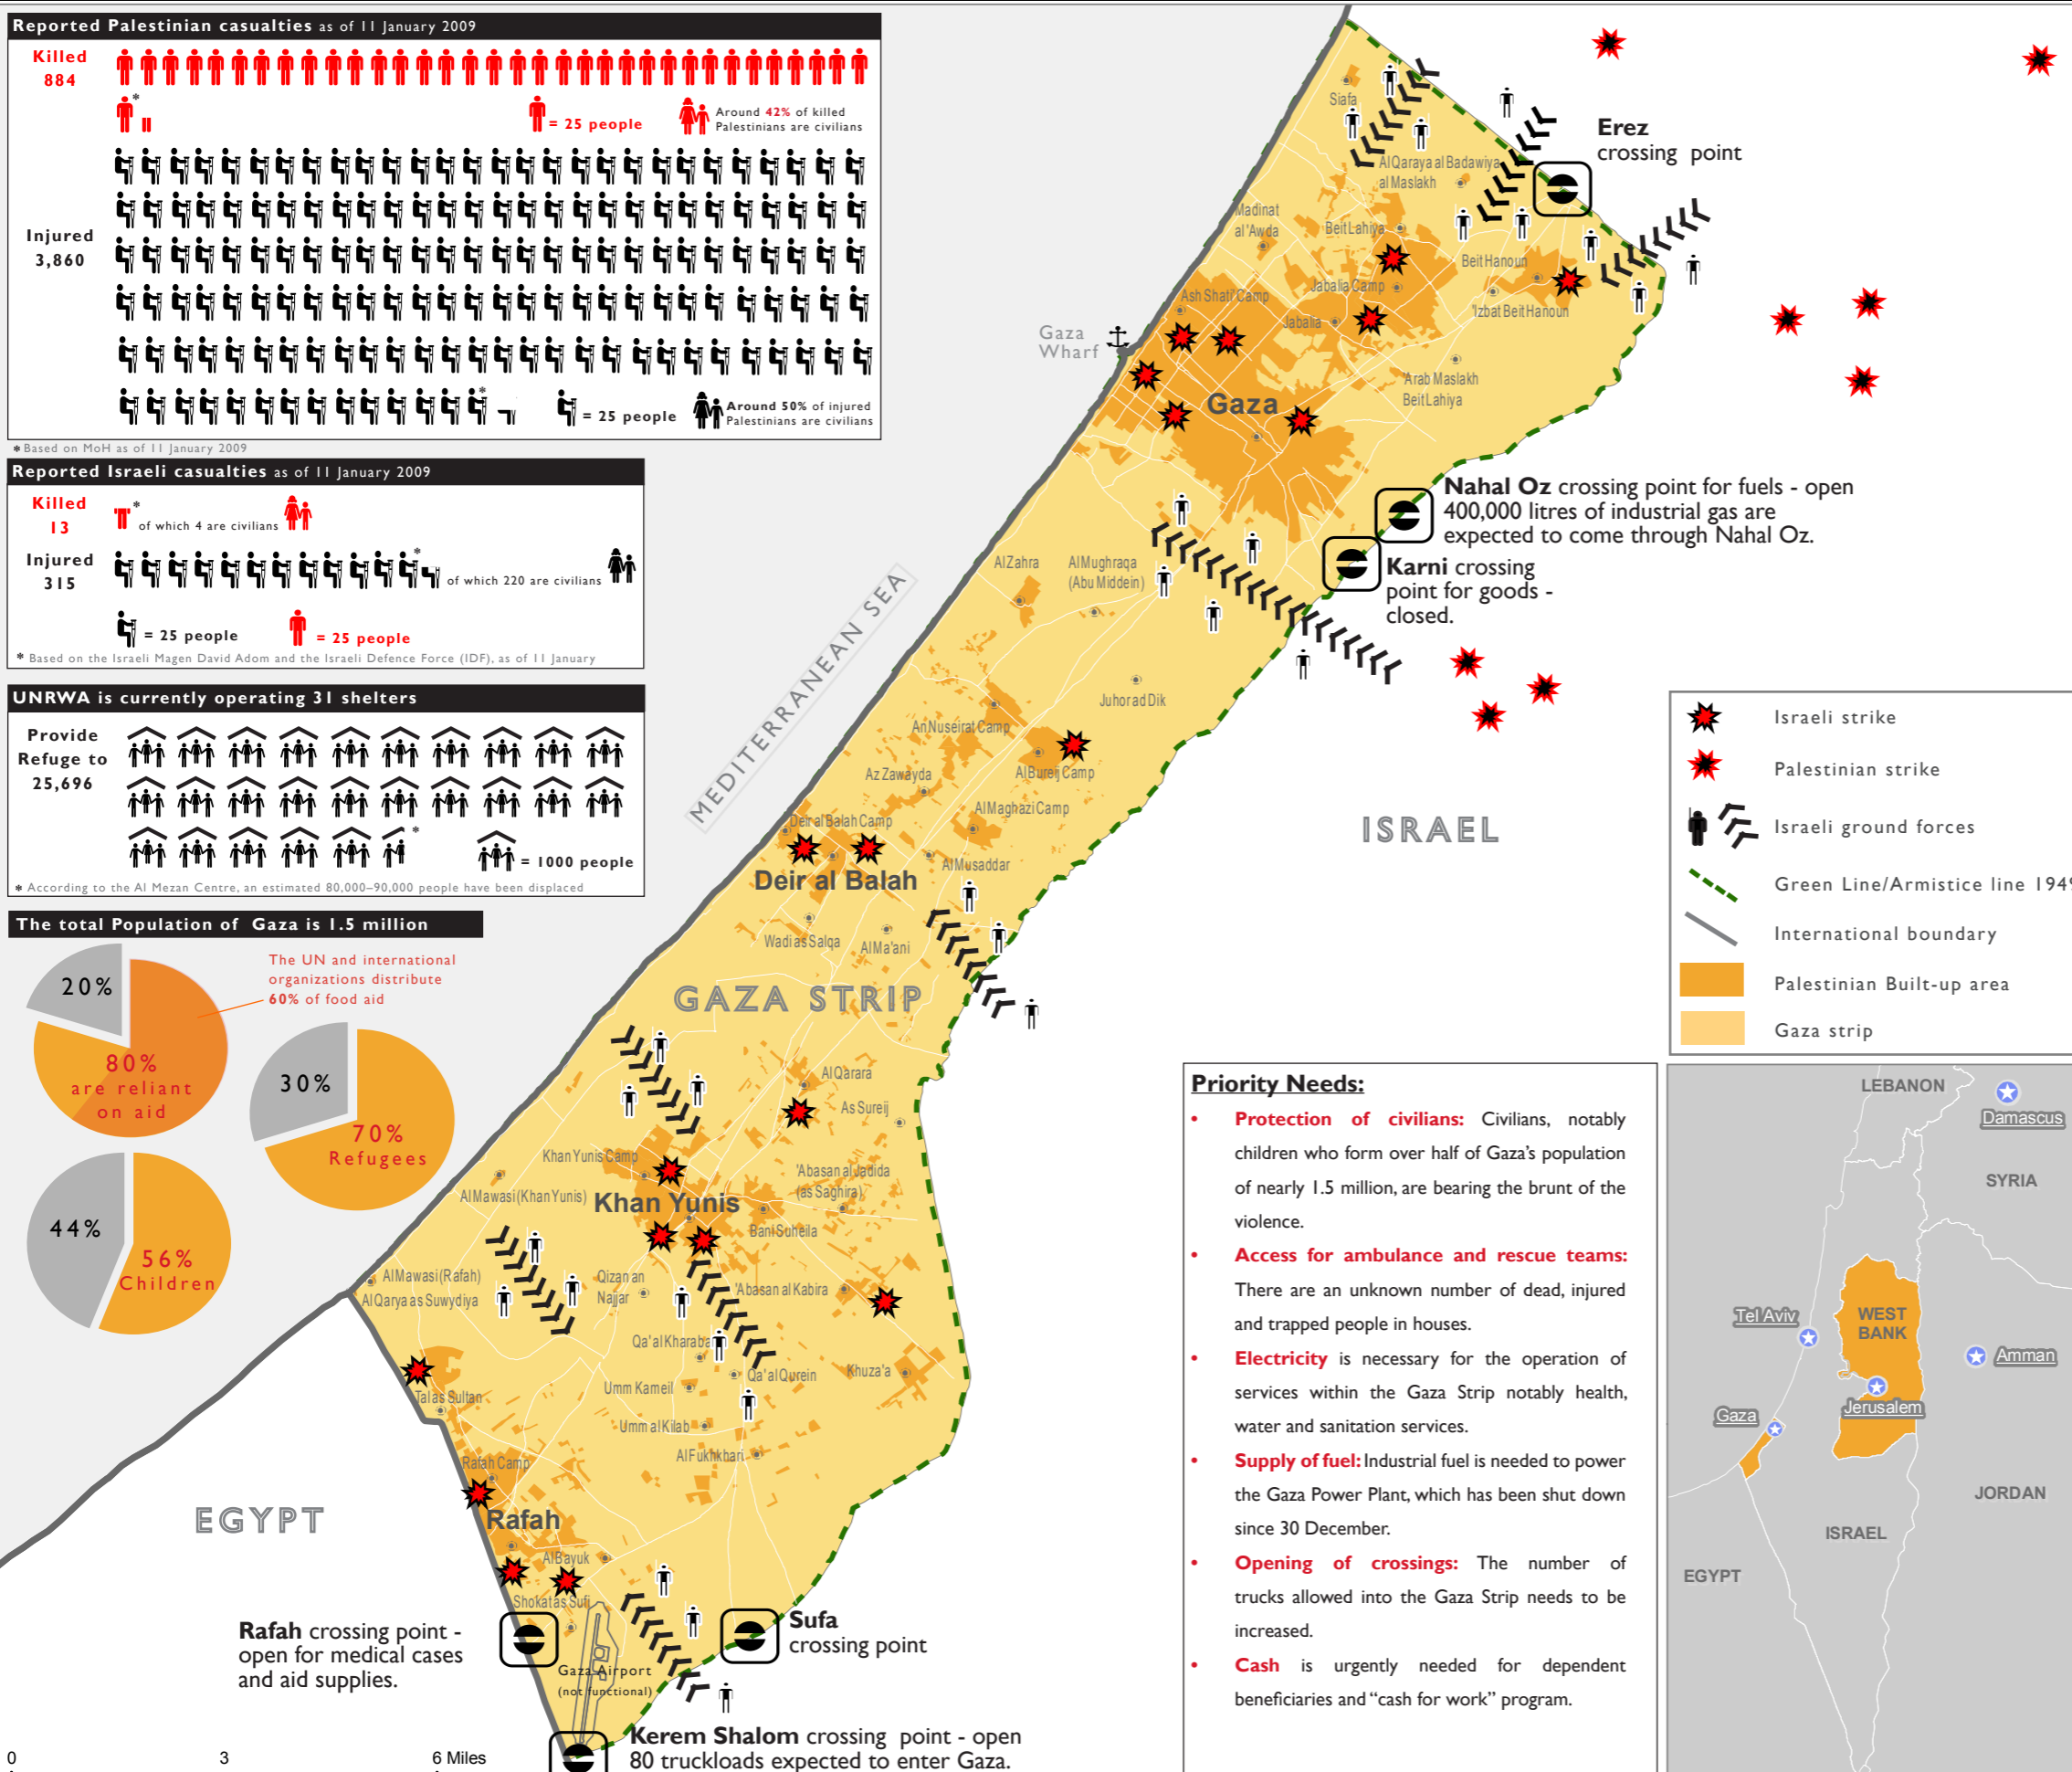 Reported Palestinian casualties as of 11 January 2009
Killed
884
*
= 25 people
Around 42% of killed
Palestinians are civilians
Injured
3,860
*
= 25 people
Around 50% of injured
Palestinians are civilians
* Based on MoH as of 11 January 2009
Reported Israeli casualties as of 11 January 2009
Killed
13
*
of which 4 are civilians
Injured
315
*
of which 220 are civilians
= 25 people
= 25 people
* Based on the Israeli Magen David Adom and the Israeli Defence Force (IDF), as of 11 January
UNRWA is currently operating 31 shelters
Provide
Refuge to
25,696
*
= 1000 people
* According to the Al Mezan Centre, an estimated 80,000–90,000 people have been displaced
The total Population of Gaza is 1.5 million
20%
80%
are reliant
on aid
The UN and international
organizations distribute
60% of food aid
30%
70%
Refugees
44%
56%
Children
Siafa
Erez
crossing point
Al Qaraya al Badawiya
al Maslakh
Madinat
al 'Awda
Beit Lahiya
Beit Hanoun
Ash Shati' Camp
Jabalia Camp
'Izbat Beit Hanoun
Jabalia
Gaza
Wharf
'Arab Maslakh
Beit Lahiya
Gaza
Nahal Oz crossing point for fuels - open
400,000 litres of industrial gas are
expected to come through Nahal Oz.
Karni crossing
point for goods -
closed.
Al Zahra
Al Mughraqa
(Abu Middein)
MEDITERRANEAN SEA
Juhor ad Dik
An Nuseirat Camp
Az Zawayda
Al Bureij Camp
Al Maghazi Camp
Deir al Balah Camp
Al Musaddar
Deir al Balah
Wadi as Salqa
Al Ma'ani
GAZA STRIP
ISRAEL
Al Qarara
As Sureij
Khan Yunis Camp
'Abasan al Jadida
(as Saghira)
Al Mawasi (Khan Yunis)
Khan Yunis
Bani Suheila
Al Mawasi (Rafah)
Al Qarya as Suwydiya
Qizan an
Najjar
'Abasan al Kabira
Qa'al Kharaba
Qa'al Qurein
Khuza'a
Umm Kameil
Tal as Sultan
Umm al Kilab
Al Fukhkhari
Rafah Camp
EGYPT
Rafah
Al Bayuk
Shokat as Sufi
Rafah crossing point -
open for medical cases
and aid supplies.
Sufa
crossing point
Gaza Airport
(not functional)
Kerem Shalom crossing point - open
80 truckloads expected to enter Gaza.
0
3
6 Miles
Israeli strike
Palestinian strike
Israeli ground forces
Green Line/Armistice line 194
International boundary
Palestinian Built-up area
Gaza strip
Priority Needs:
• Protection of civilians: Civilians, notably
children who form over half of Gaza's population
of nearly 1.5 million, are bearing the brunt of the
violence.
• Access for ambulance and rescue teams:
There are an unknown number of dead, injured
and trapped people in houses.
• Electricity is necessary for the operation of
services within the Gaza Strip notably health,
water and sanitation services.
• Supply of fuel: Industrial fuel is needed to power
the Gaza Power Plant, which has been shut down
since 30 December.
• Opening of crossings: The number of
trucks allowed into the Gaza Strip needs to be
increased.
• Cash is urgently needed for dependent
beneficiaries and “cash for work” program.
LEBANON
Damascus
SYRIA
Tel Aviv
WEST
BANK
Amman
Gaza
Jerusalem
JORDAN
ISRAEL
EGYPT